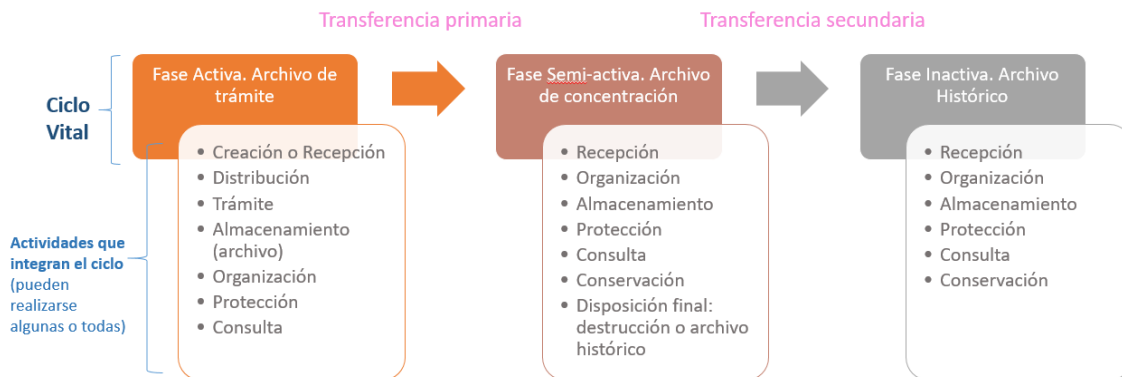 Transferencia primaria
Transferencia secundaria
Ciclo
Vital
Fase Activa. Archivo de
trámite
Fase Semi-activa. Archivo
de concentración
Fase Inactiva. Archivo
Histórico
Actividades que
integran el ciclo
(pueden
realizarse
algunas o todas)
• Creación o Recepción
• Distribución
• Trámite
• Almacenamiento
(archivo)
• Organización
• Protección
• Consulta
• Recepción
• Organización
• Almacenamiento
• Protección
• Consulta
• Conservación
• Disposición final:
destrucción o archivo
histórico
• Recepción
• Organización
• Almacenamiento
• Protección
• Consulta
• Conservación